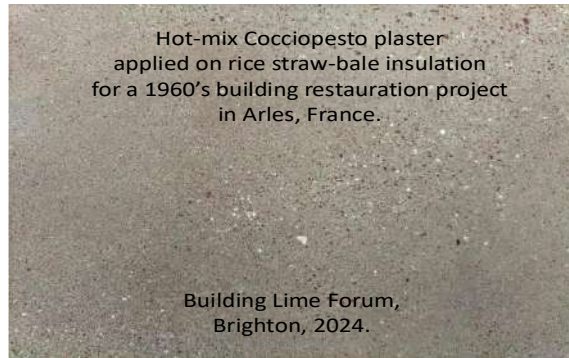 Hot-mix Cocciopesto plaster
applied on rice straw-bale insulation
for a 1960’s building restauration project
in Arles, France.
Building Lime Forum,
Brighton, 2024.